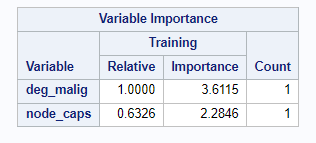 Variable Importance
Training
Variable Relative Importance Count
deg_malig 1.0000 3.6115 1
node_caps 0.6326 2.2846 1